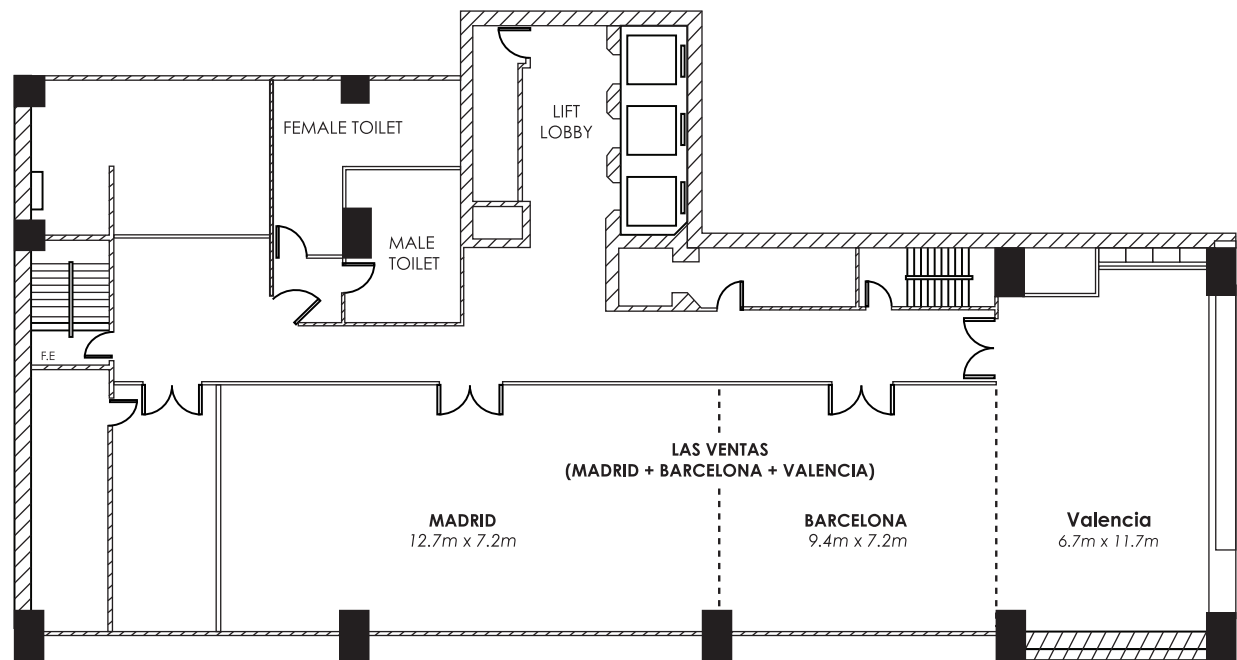 FEMALE TOILET
LIFT
LOBBY
MALE
TOILET
F.E
LAS VENTAS
(MADRID + BARCELONA + VALENCIA)
MADRID
12.7m x 7.2m
BARCELONA
9.4m x 7.2m
Valencia
6.7m x 11.7m